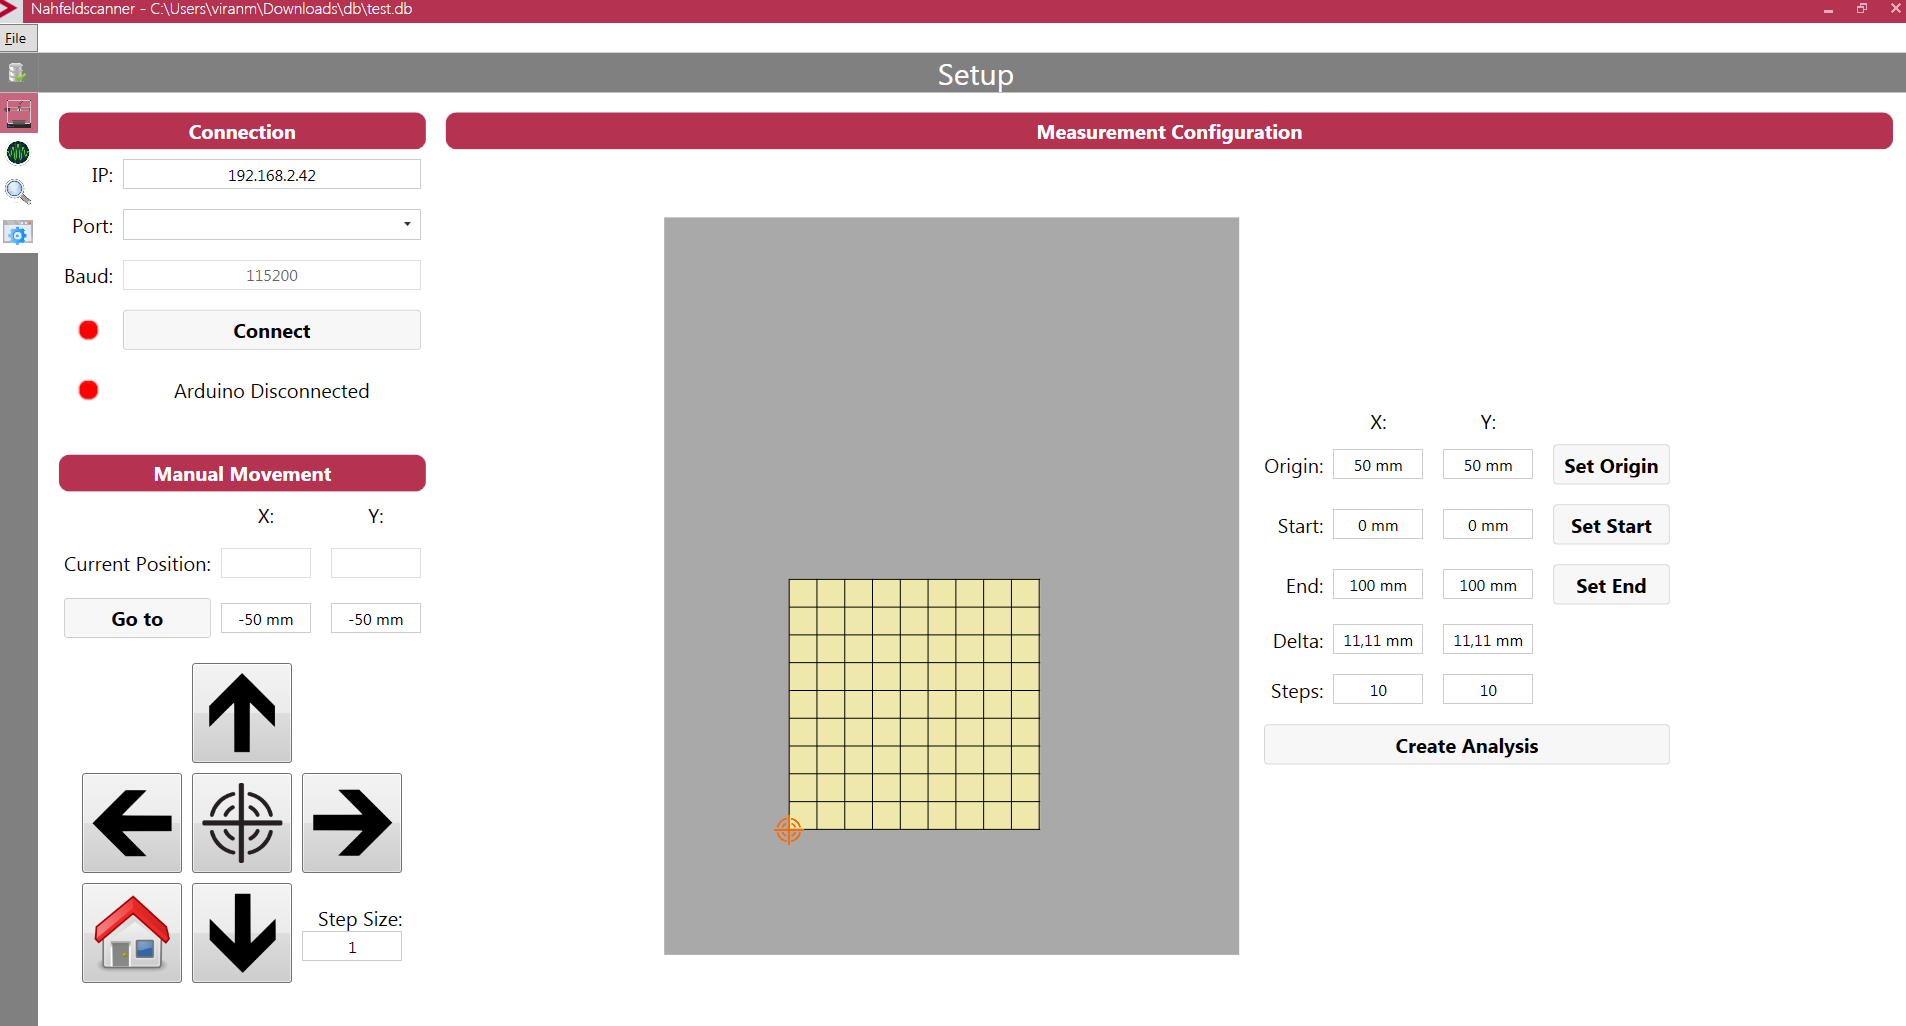 Nahfeldscanner - C:\Users\viranm\Downloads\db\test.db
File
Setup
Connection
IP: 192.168.2.42
Port:
Baud: 115200
Connect
Arduino Disconnected
Manual Movement
X: Y:
Current Position:
Go to -50 mm -50 mm
Step Size:
1
Measurement Configuration
X: Y:
Origin: 50 mm 50 mm Set Origin
Start: 0 mm 0 mm Set Start
End: 100 mm 100 mm Set End
Delta: 11,11 mm 11,11 mm
Steps: 10 10
Create Analysis